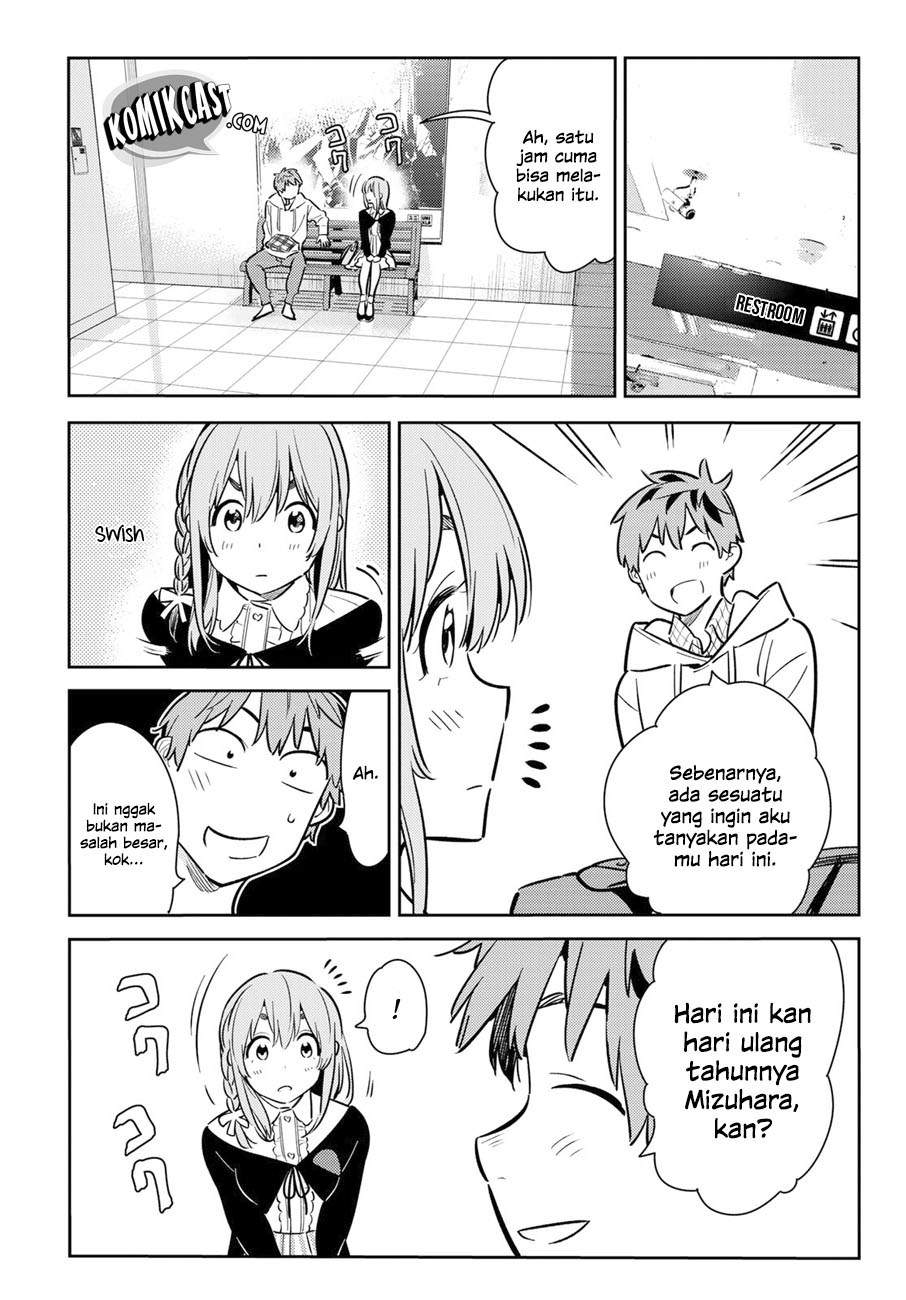 RESTROOM
KOMIKCAST
.COM
Ah, satu
jam cuma
bisa mela-
kukan itu.
コク
コク
Sebenarnya,
ada sesuatu
yang ingin aku
tanyakan pada-
mu hari ini.
Swish
Ah.
Ini nggak
bukan ma-
salah besar,
kok...
Hari ini kan
hari ulang
tahunnya
Mizuhara,
kan?
!
コク
コク